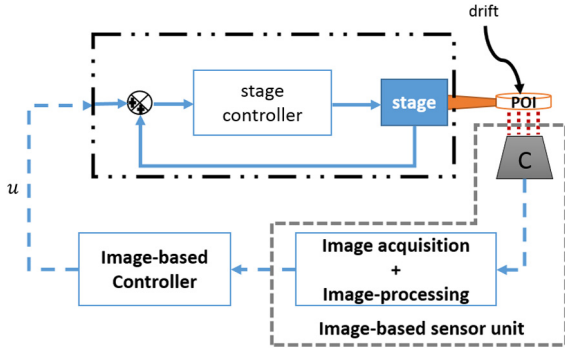 drift
stage
controller
stage
POI
C
u
Image-based
Controller
Image acquisition
+
Image-processing
Image-based sensor unit